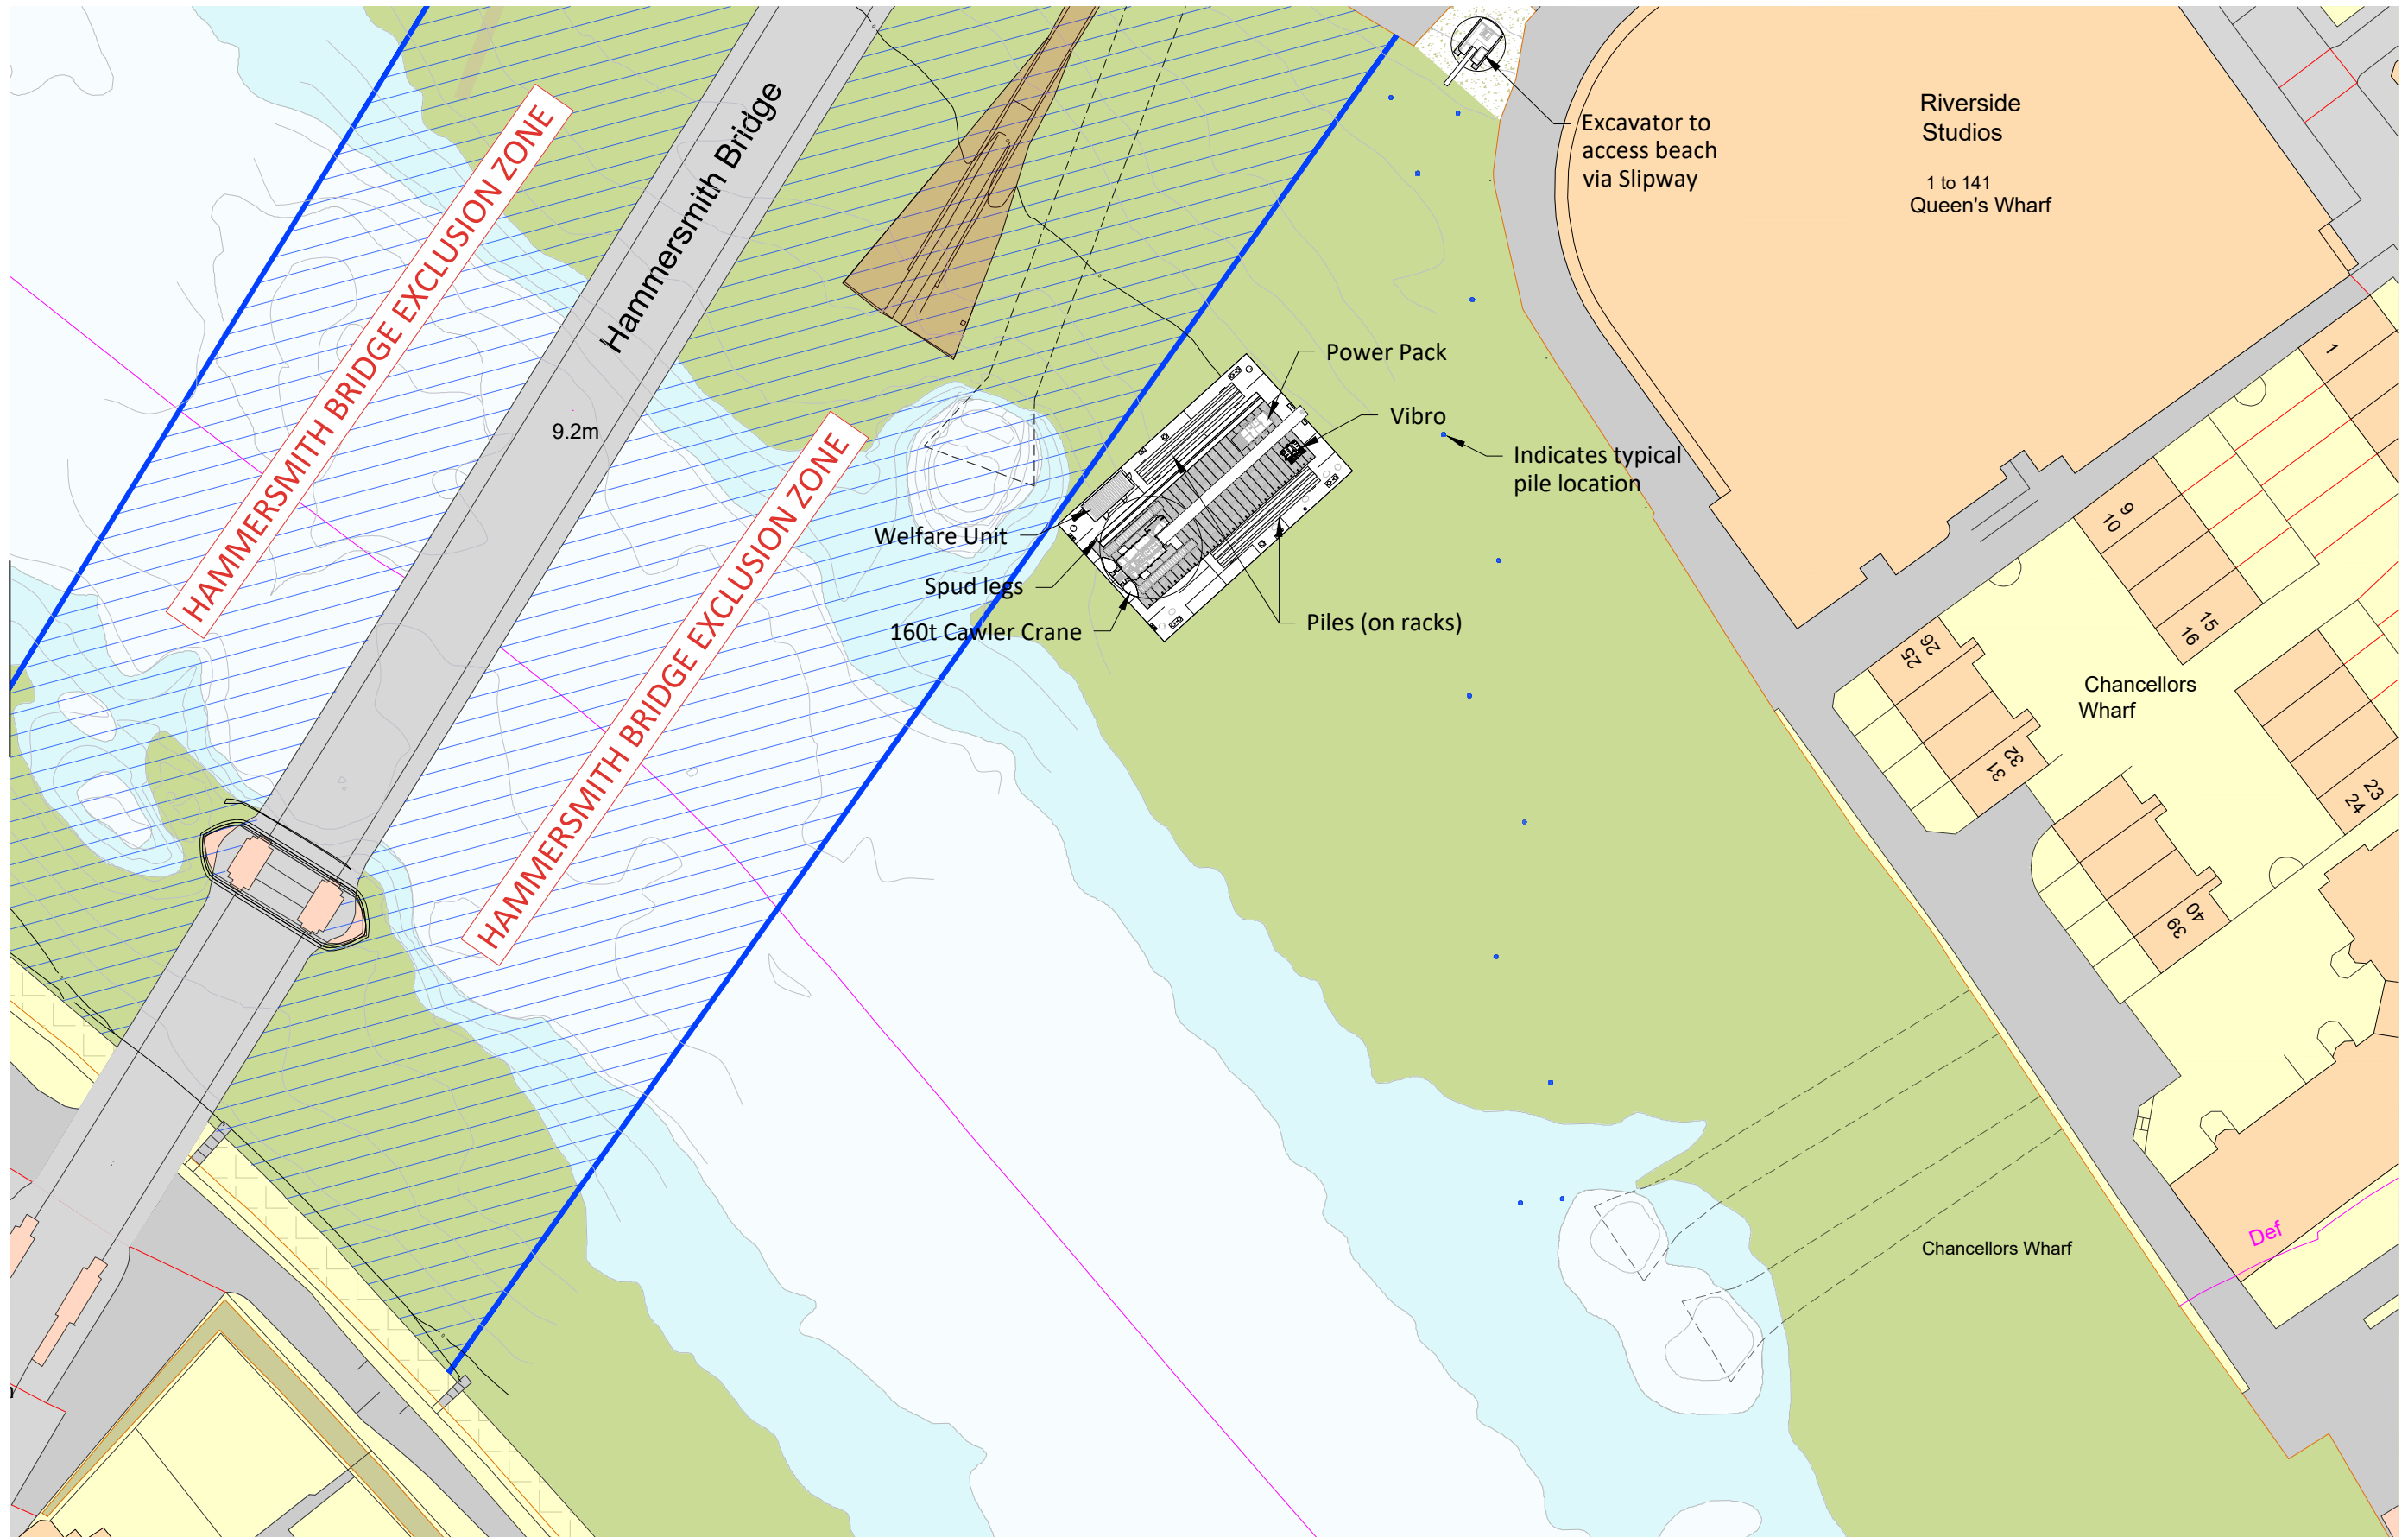 Riverside
Studios
1 to 141
Queen's Wharf
Excavator to
access beach
via Slipway
HAMMERSMITH BRIDGE EXCLUSION ZONE
Hammersmith Bridge
9.2m
HAMMERSMITH BRIDGE EXCLUSION ZONE
Power Pack
Vibro
Indicates typical
pile location
Welfare Unit
Spud legs
160t Cawler Crane
Piles (on racks)
1
9
10
15
16
26
25
32
31
Chancellors
Wharf
23
24
40
39
Chancellors Wharf
Def